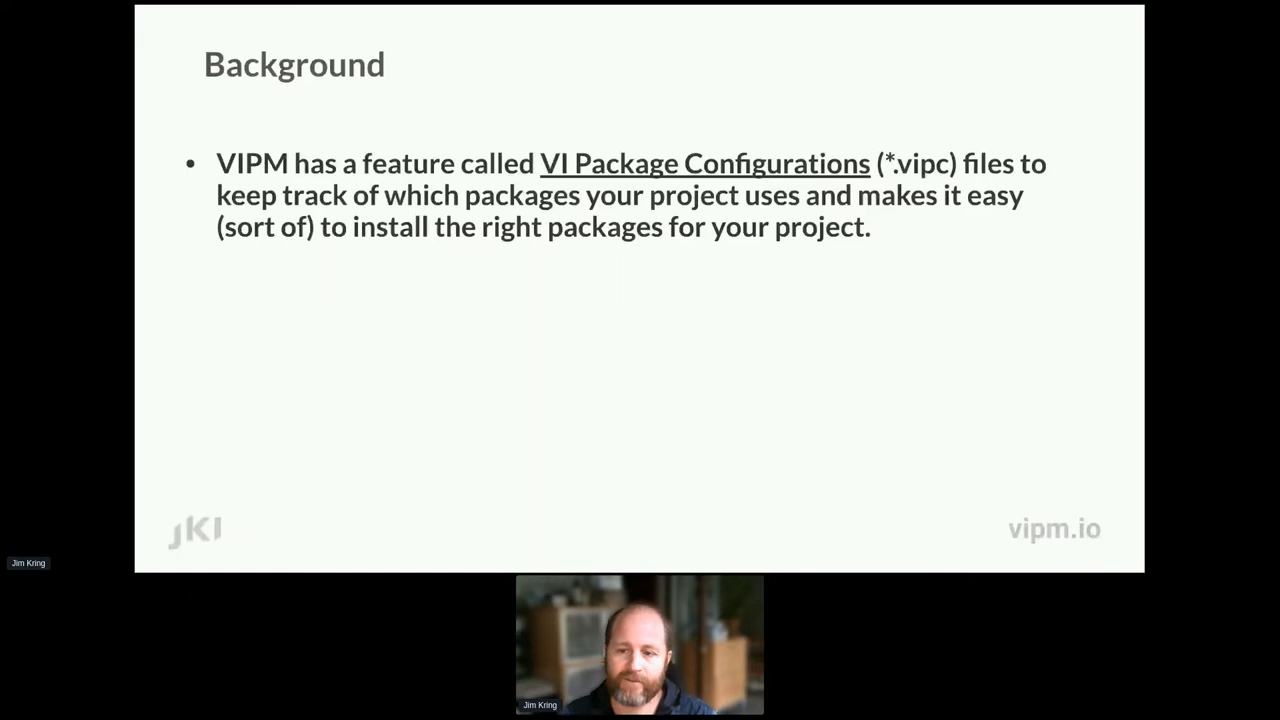 Background
• VIPM has a feature called VI Package Configurations (*.vipc) files to
keep track of which packages your project uses and makes it easy
(sort of) to install the right packages for your project.
JKI
vipm.io
Jim Kring
Jim Kring